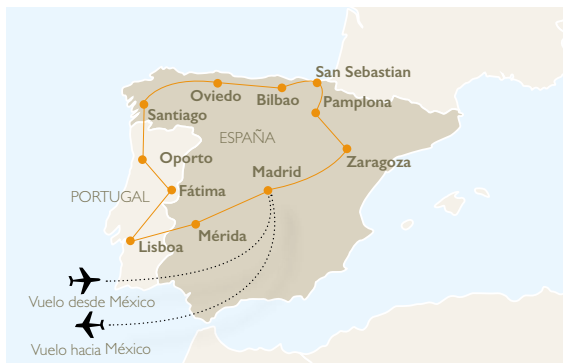 San Sebastian
Oviedo
Bilbao
Pamplona
Santiago
ESPAÑA
Oporto
Zaragoza
Madrid
PORTUGAL
Fátima
Mérida
Lisboa
Vuelo desde México
Vuelo hacia México